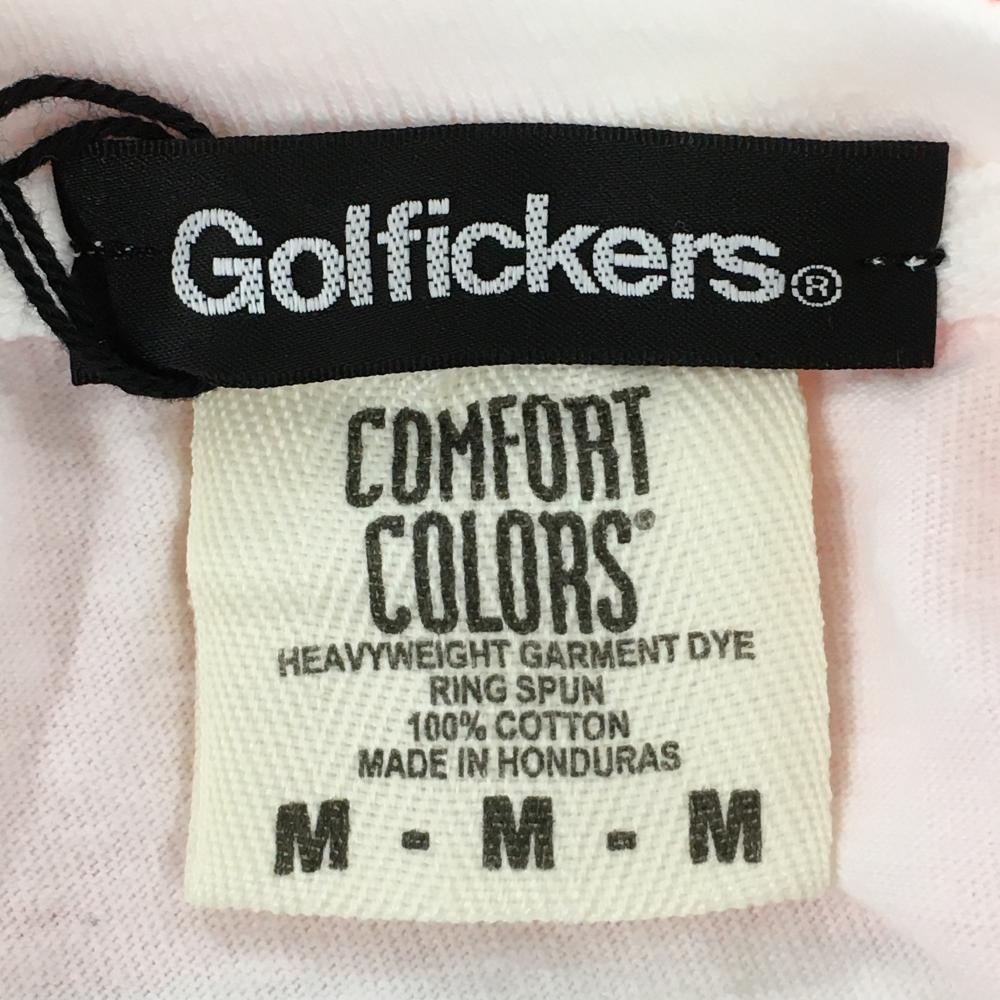 Golfickers®
COMFORT
COLORS®
HEAVYWEIGHT GARMENT DYE
RING SPUN
100% COTTON
MADE IN HONDURAS
M - M - M